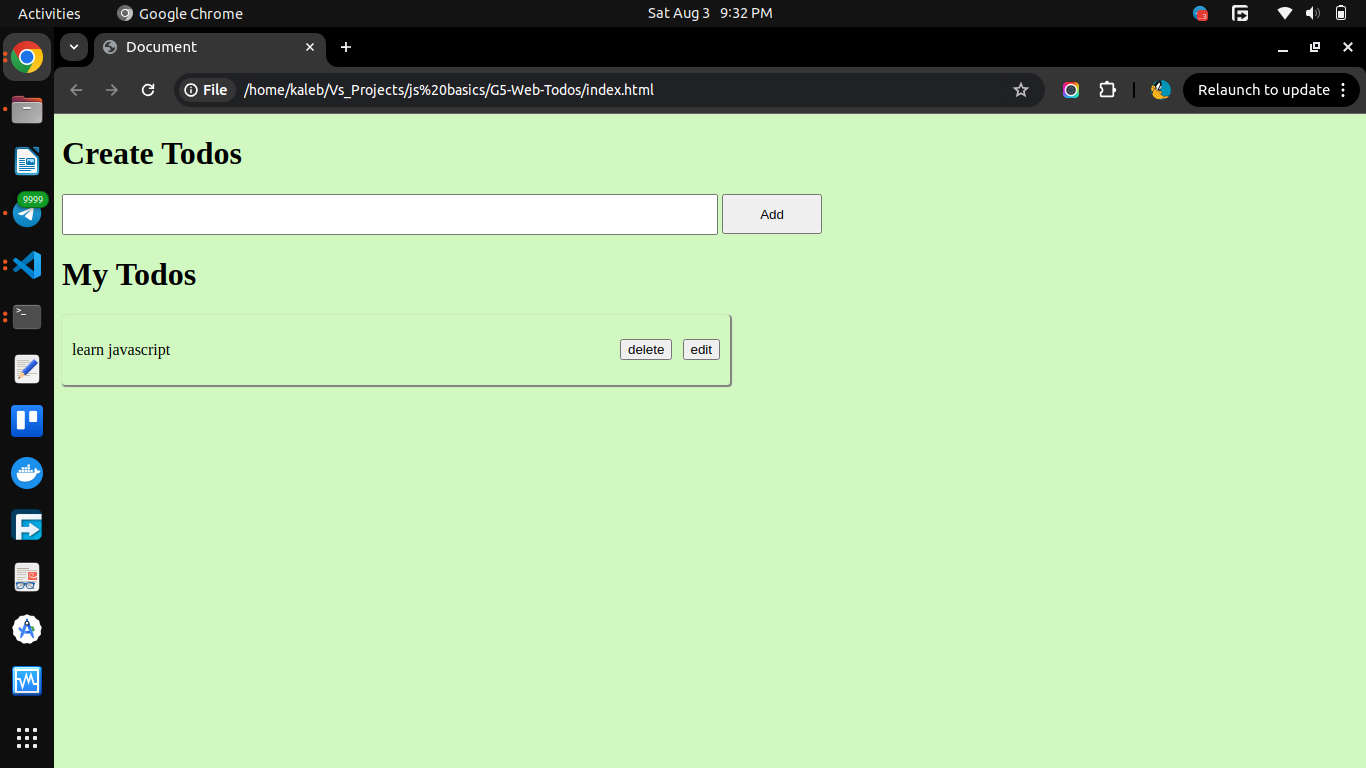 Activities Google Chrome Sat Aug 3 9:32 PM
Document
File /home/kaleb/Vs_Projects/js%20basics/G5-Web-Todos/index.html Relaunch to update
9999
Create Todos
Add
My Todos
learn javascript delete edit